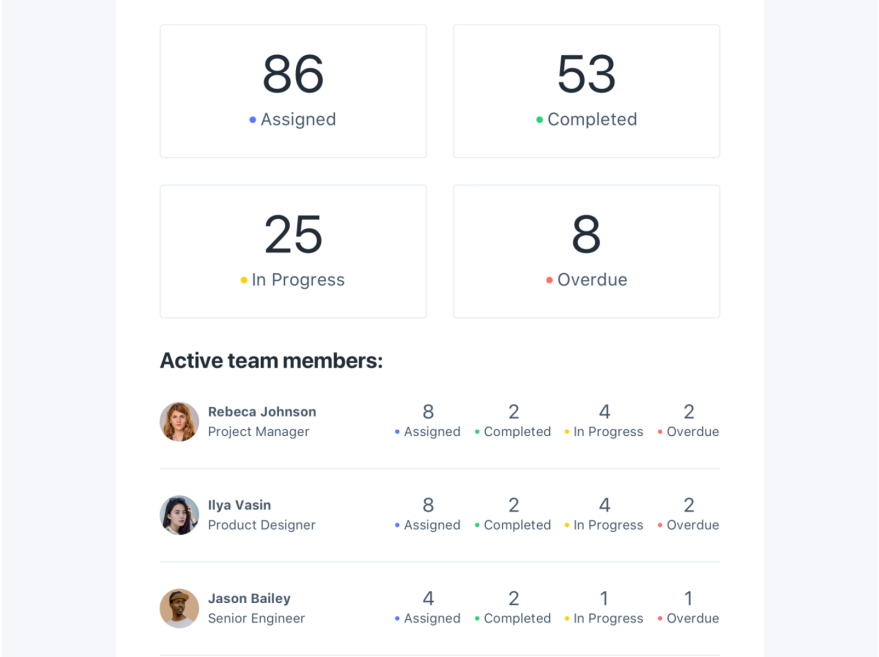 86 53
Assigned Completed
25 8
In Progress Overdue
Active team members:
Rebeca Johnson 8 2 4 2
Project Manager Assigned Completed In Progress Overdue
Ilya Vasin 8 2 4 2
Product Designer Assigned Completed In Progress Overdue
Jason Bailey 4 2 1 1
Senior Engineer Assigned Completed In Progress Overdue